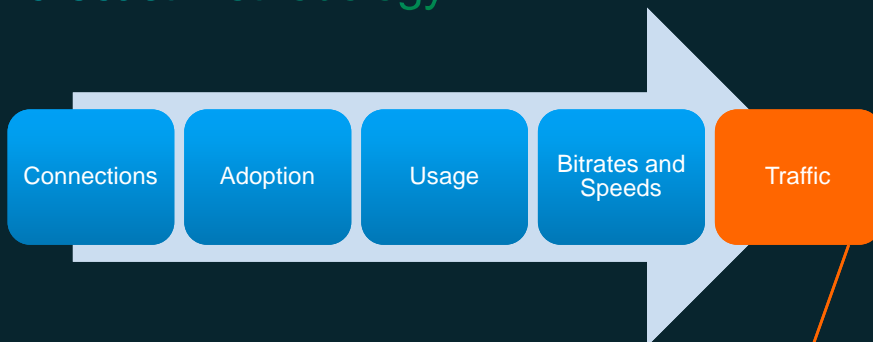 Connections
Adoption
Usage
Bitrates and
Speeds
Traffic